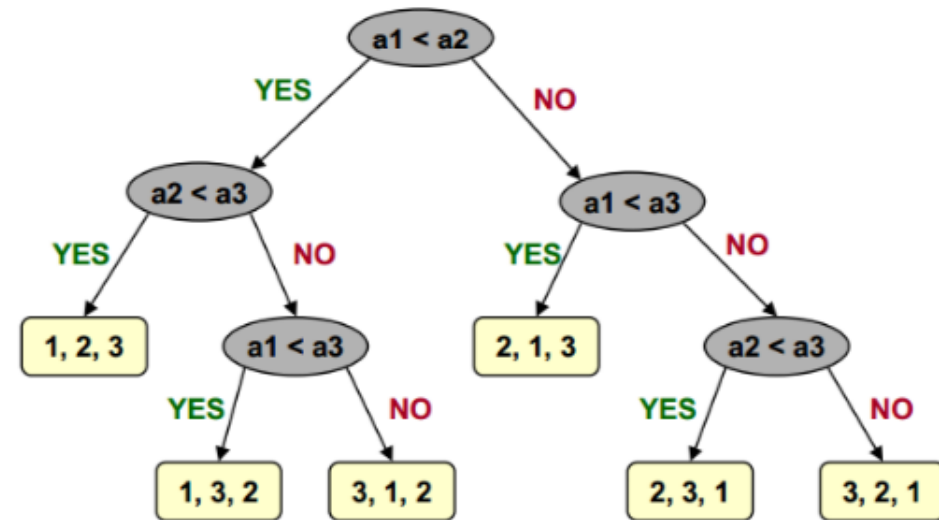 a1 < a2
YES
NO
a2 < a3
a1 < a3
YES
NO
YES
NO
1, 2, 3
a1 < a3
2, 1, 3
a2 < a3
YES
NO
YES
NO
1, 3, 2
3, 1, 2
2, 3, 1
3, 2, 1